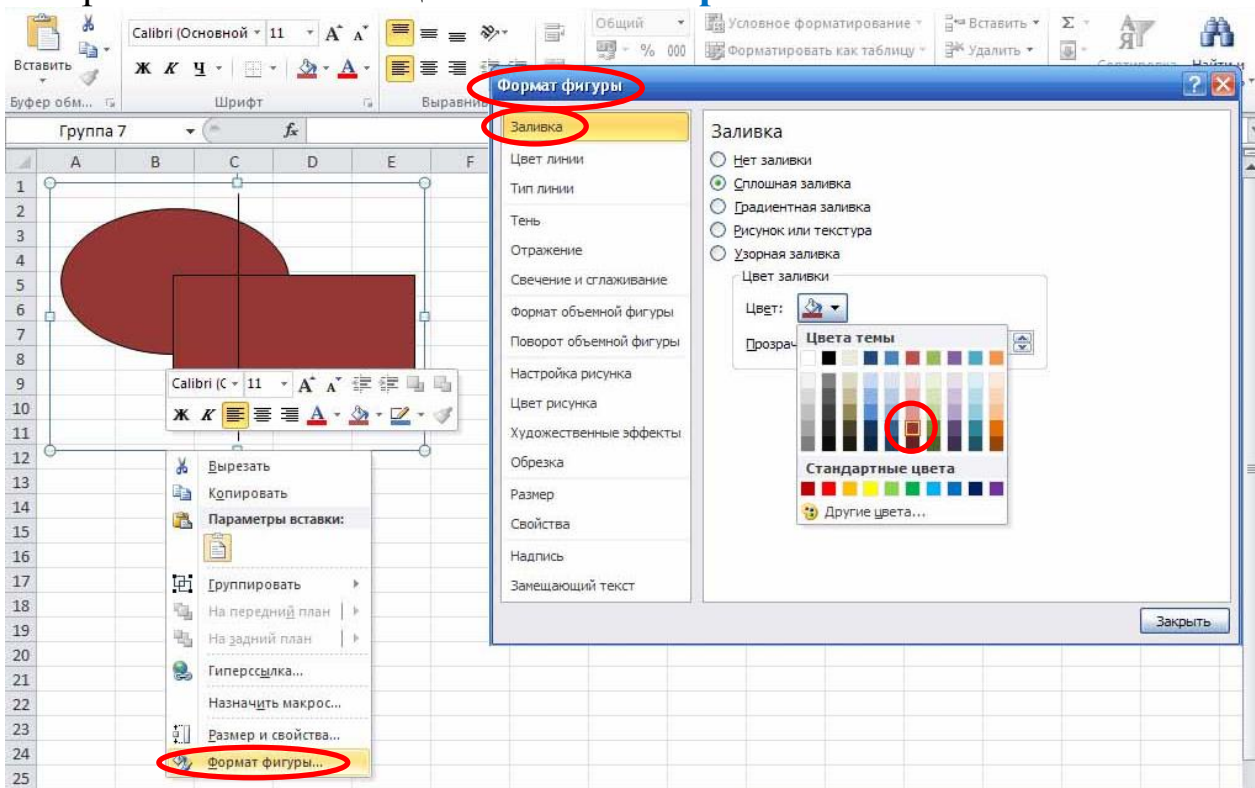 Calibri (Основной 11 А А
Общий
Условное форматирование
Вставить
Σ
Вставить
Ж К Ч
А
% 000
Форматировать как таблицу
Удалить
Найти и
Буфер обм...
Шрифт
Группа 7
fx
A B C D E F
1
2
3
4
5
6
7
8
9
10
11
12
13
14
15
16
17
18
19
20
21
22
23
24
25
Calibri (С 11 А А
Ж К А
Вырезать
Копировать
Параметры вставки:
Группировать
На передний план
На задний план
Гиперссылка...
Назначить макрос...
Размер и свойства...
Формат фигуры...
Формат фигуры
Заливка
Цвет линии
Тип линии
Тень
Отражение
Свечение и сглаживание
Формат объемной фигуры
Поворот объемной фигуры
Настройка рисунка
Цвет рисунка
Художественные эффекты
Обрезка
Размер
Свойства
Надпись
Замещающий текст
Заливка
Нет заливки
Сплошная заливка
Градиентная заливка
Рисунок или текстура
Узорная заливка
Цвет заливки
Цвет:
Цвета темы
Стандартные цвета
Другие цвета...
Закрыть